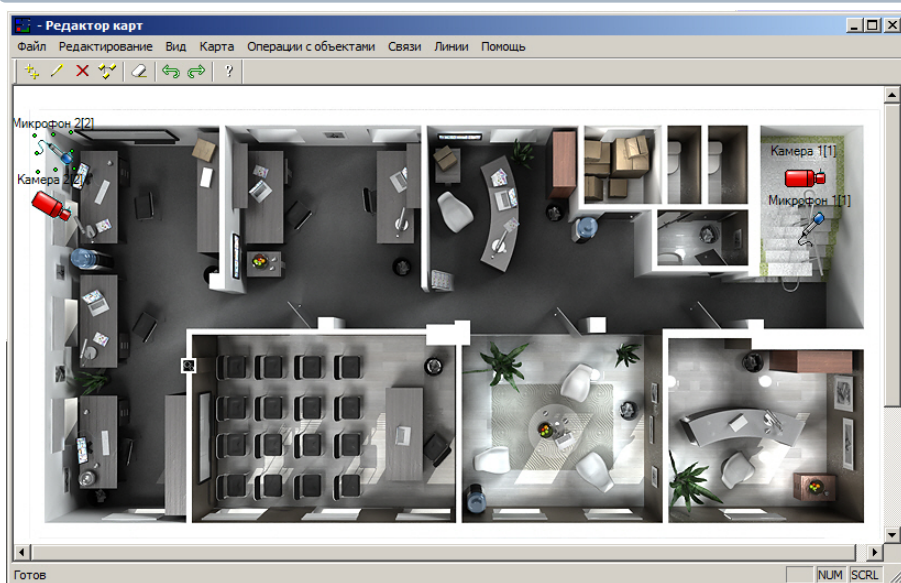 - Редактор карт
Файл Редактирование Вид Карта Операции с объектами Связи Линии Помощь
Микрофон 2[2]
Камера 2[2]
Камера 1[1]
Микрофон 1[1]
Готов
NUM SCRL